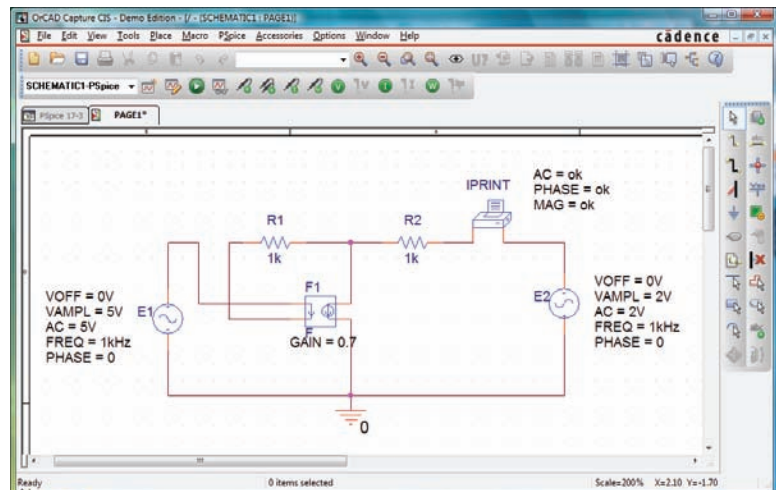 OrCAD Capture CIS - Demo Edition - [/ - (SCHEMATIC1 : PAGE1)]
File Edit View Tools Place Macro PSpice Accessories Options Window Help
cādence
U?
SCHEMATIC1-PSpice
V
I
W
PSpice 17-3
PAGE1*
AC = ok
PHASE = ok
MAG = ok
IPRINT
R1
1k
R2
1k
F1
F
GAIN = 0.7
VOFF = 0V
VAMPL = 5V
AC = 5V
FREQ = 1kHz
PHASE = 0
E1
E2
VOFF = 0V
VAMPL = 2V
AC = 2V
FREQ = 1kHz
PHASE = 0
0
Ready
0 items selected
Scale=200% X=2.10 Y=-1.70